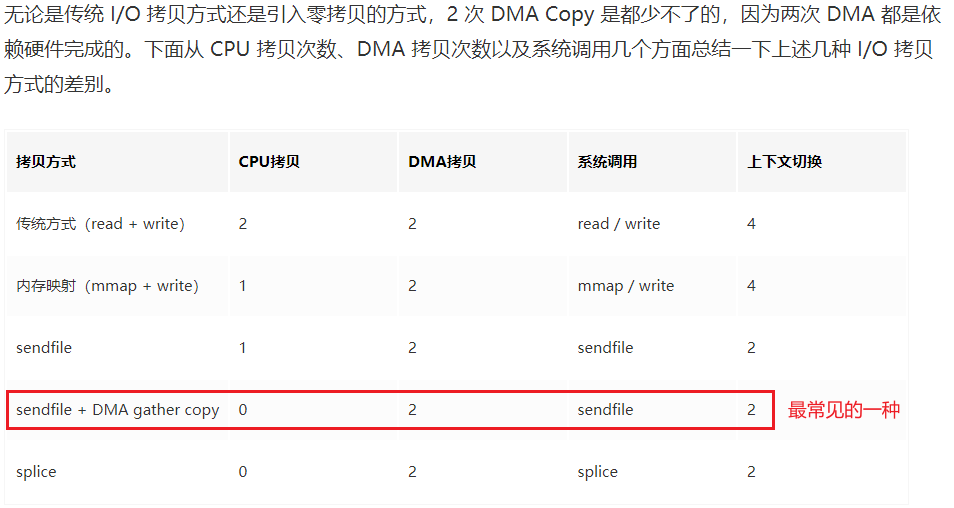 无论是传统 I/O 拷贝方式还是引入零拷贝的方式，2 次 DMA Copy 是都少不了的，因为两次 DMA 都是依
赖硬件完成的。下面从 CPU 拷贝次数、DMA 拷贝次数以及系统调用几个方面总结一下上述几种 I/O 拷贝
方式的差别。
拷贝方式 CPU拷贝 DMA拷贝 系统调用 上下文切换
传统方式（read + write） 2 2 read / write 4
内存映射（mmap + write） 1 2 mmap / write 4
sendfile 1 2 sendfile 2
sendfile + DMA gather copy 0 2 sendfile 2 最常见的一种
splice 0 2 splice 2